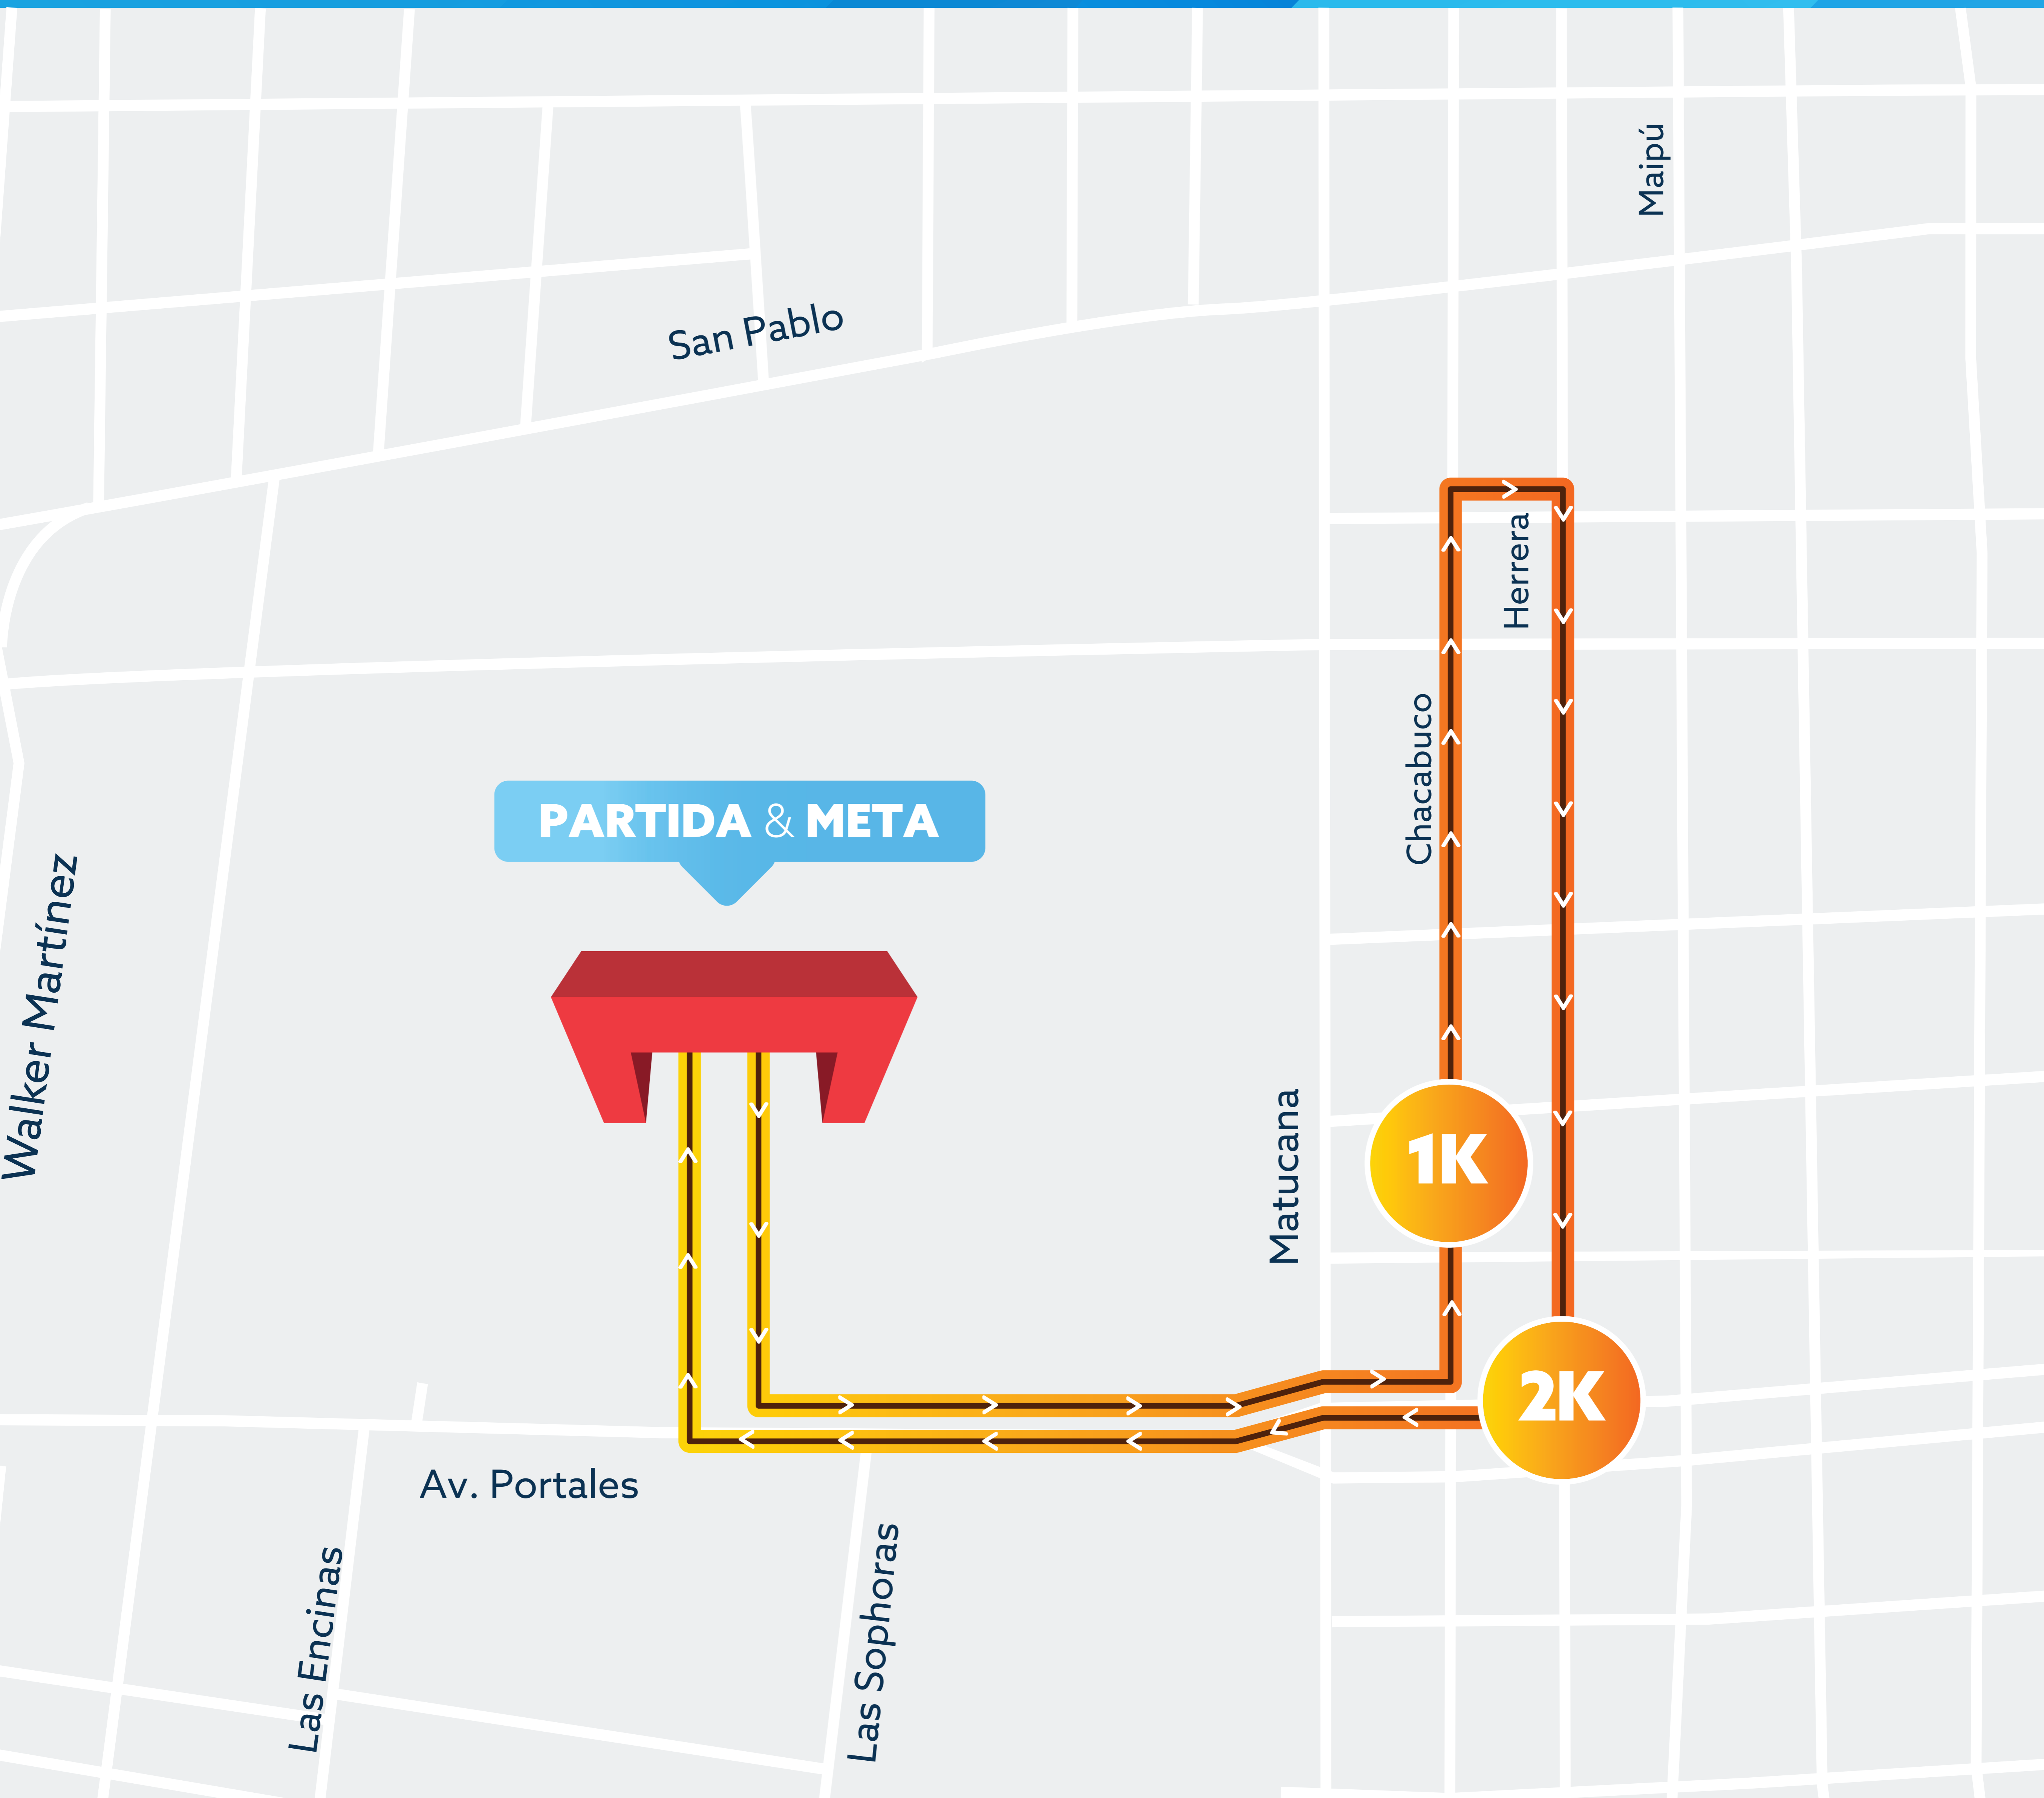 Maipú
San Pablo
Herrera
Chacabuco
PARTIDA & META
Walker Martínez
Matucana
1K
2K
Av. Portales
Las Encinas
Las Sophoras